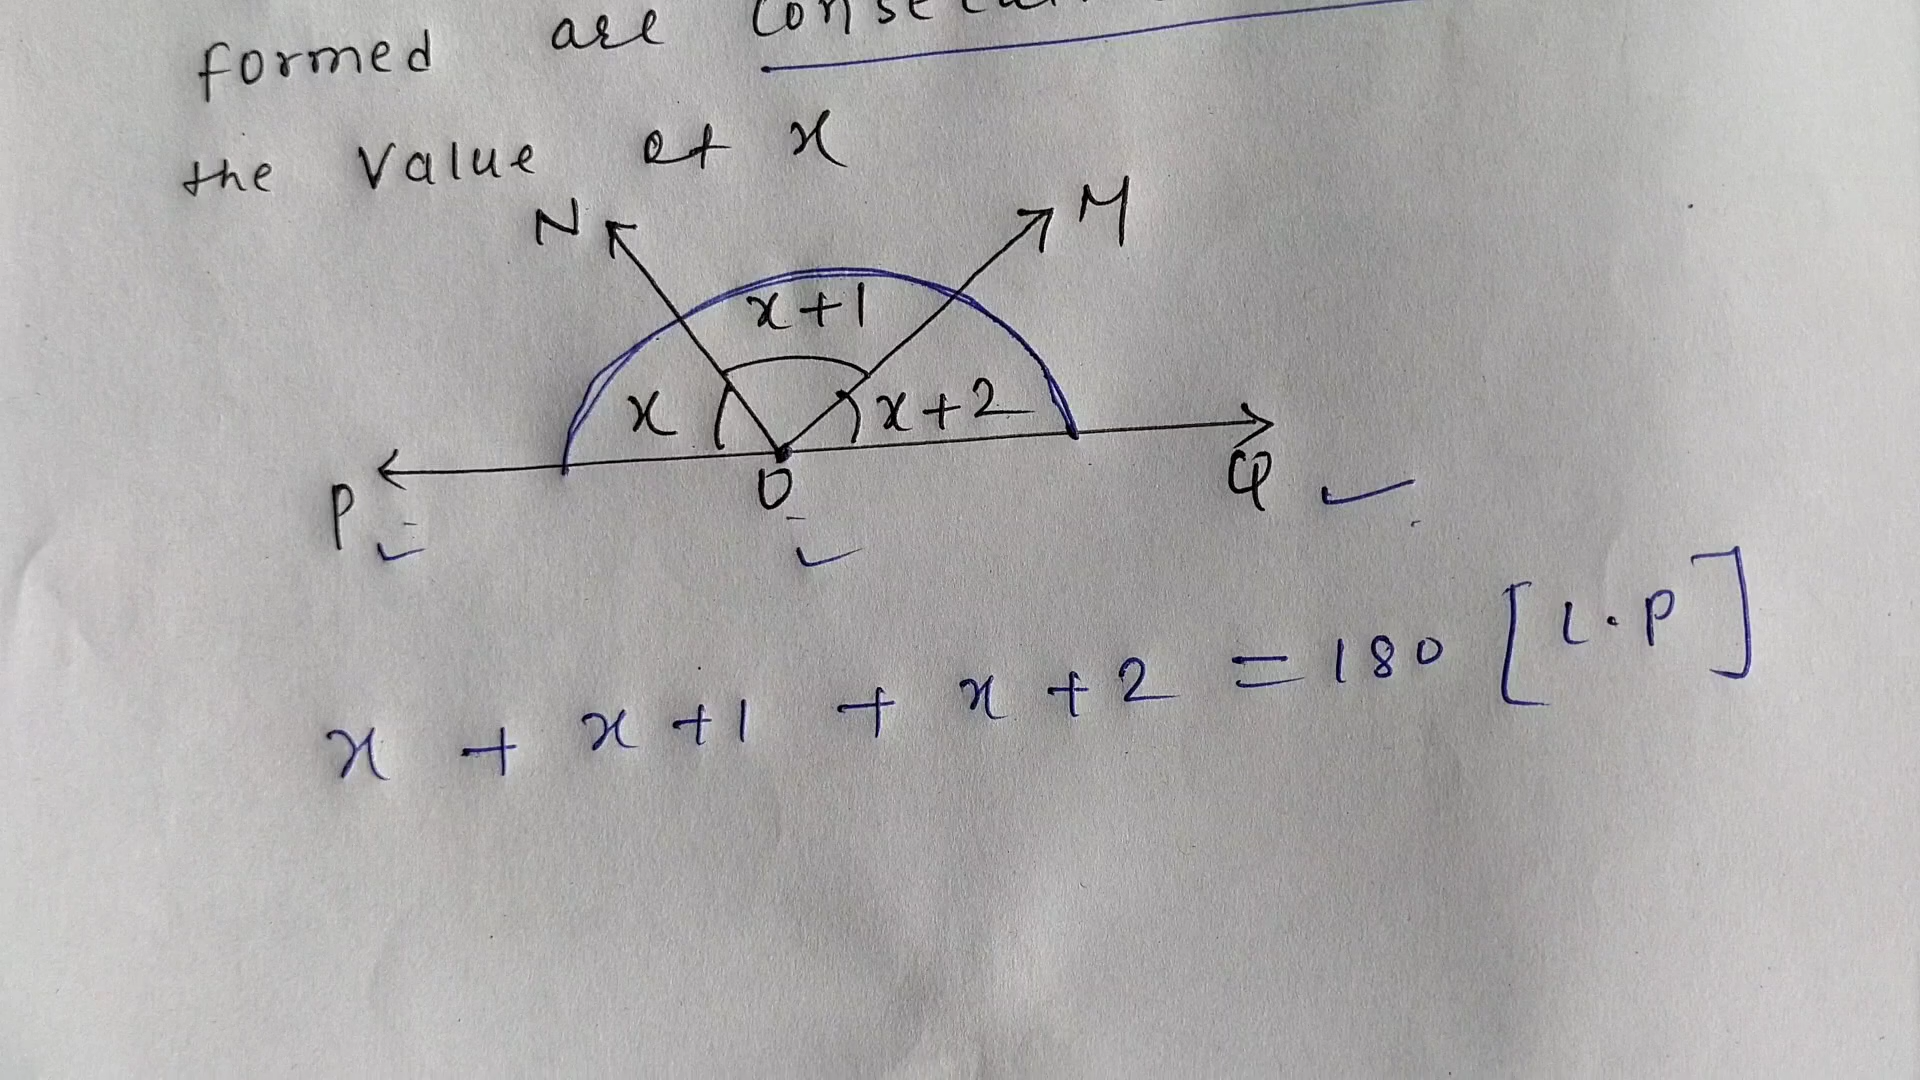 formed are
the value of x
N M
x+1
x x+2
P O Q
x + x+1 + x+2 = 180 [L.P]